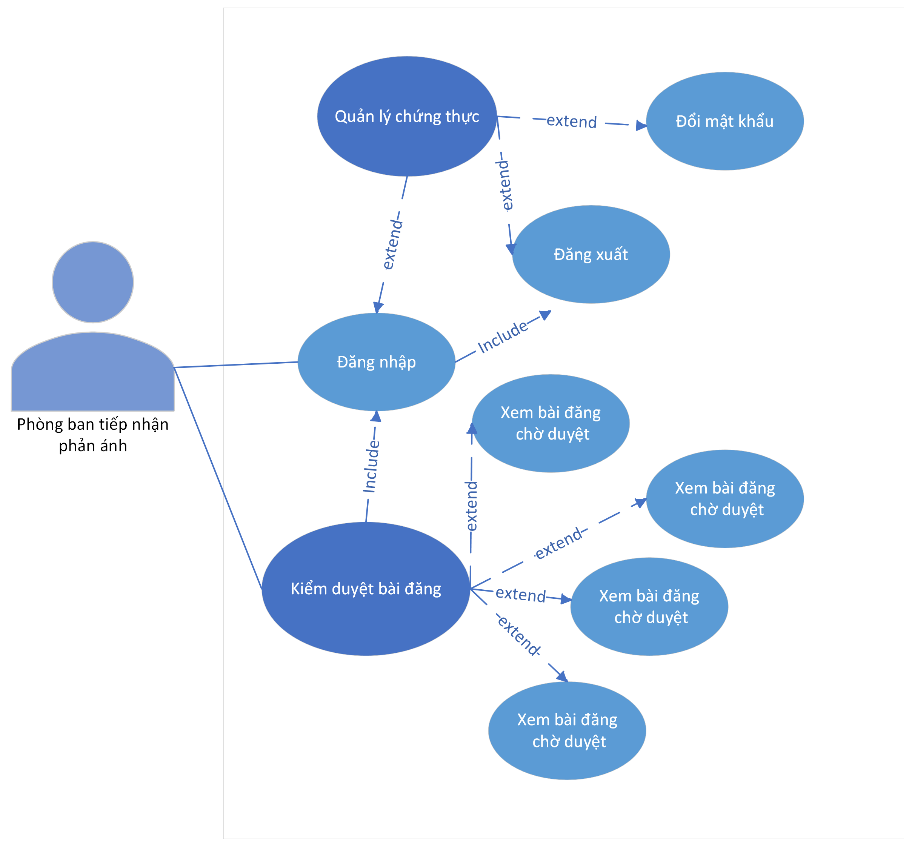 Quản lý chứng thực
extend
Đổi mật khẩu
extend
extend
Đăng xuất
Đăng nhập
Include
Phòng ban tiếp nhận
phản ánh
Include
Xem bài đăng
chờ duyệt
extend
Xem bài đăng
chờ duyệt
extend
Kiểm duyệt bài đăng
extend
Xem bài đăng
chờ duyệt
extend
Xem bài đăng
chờ duyệt